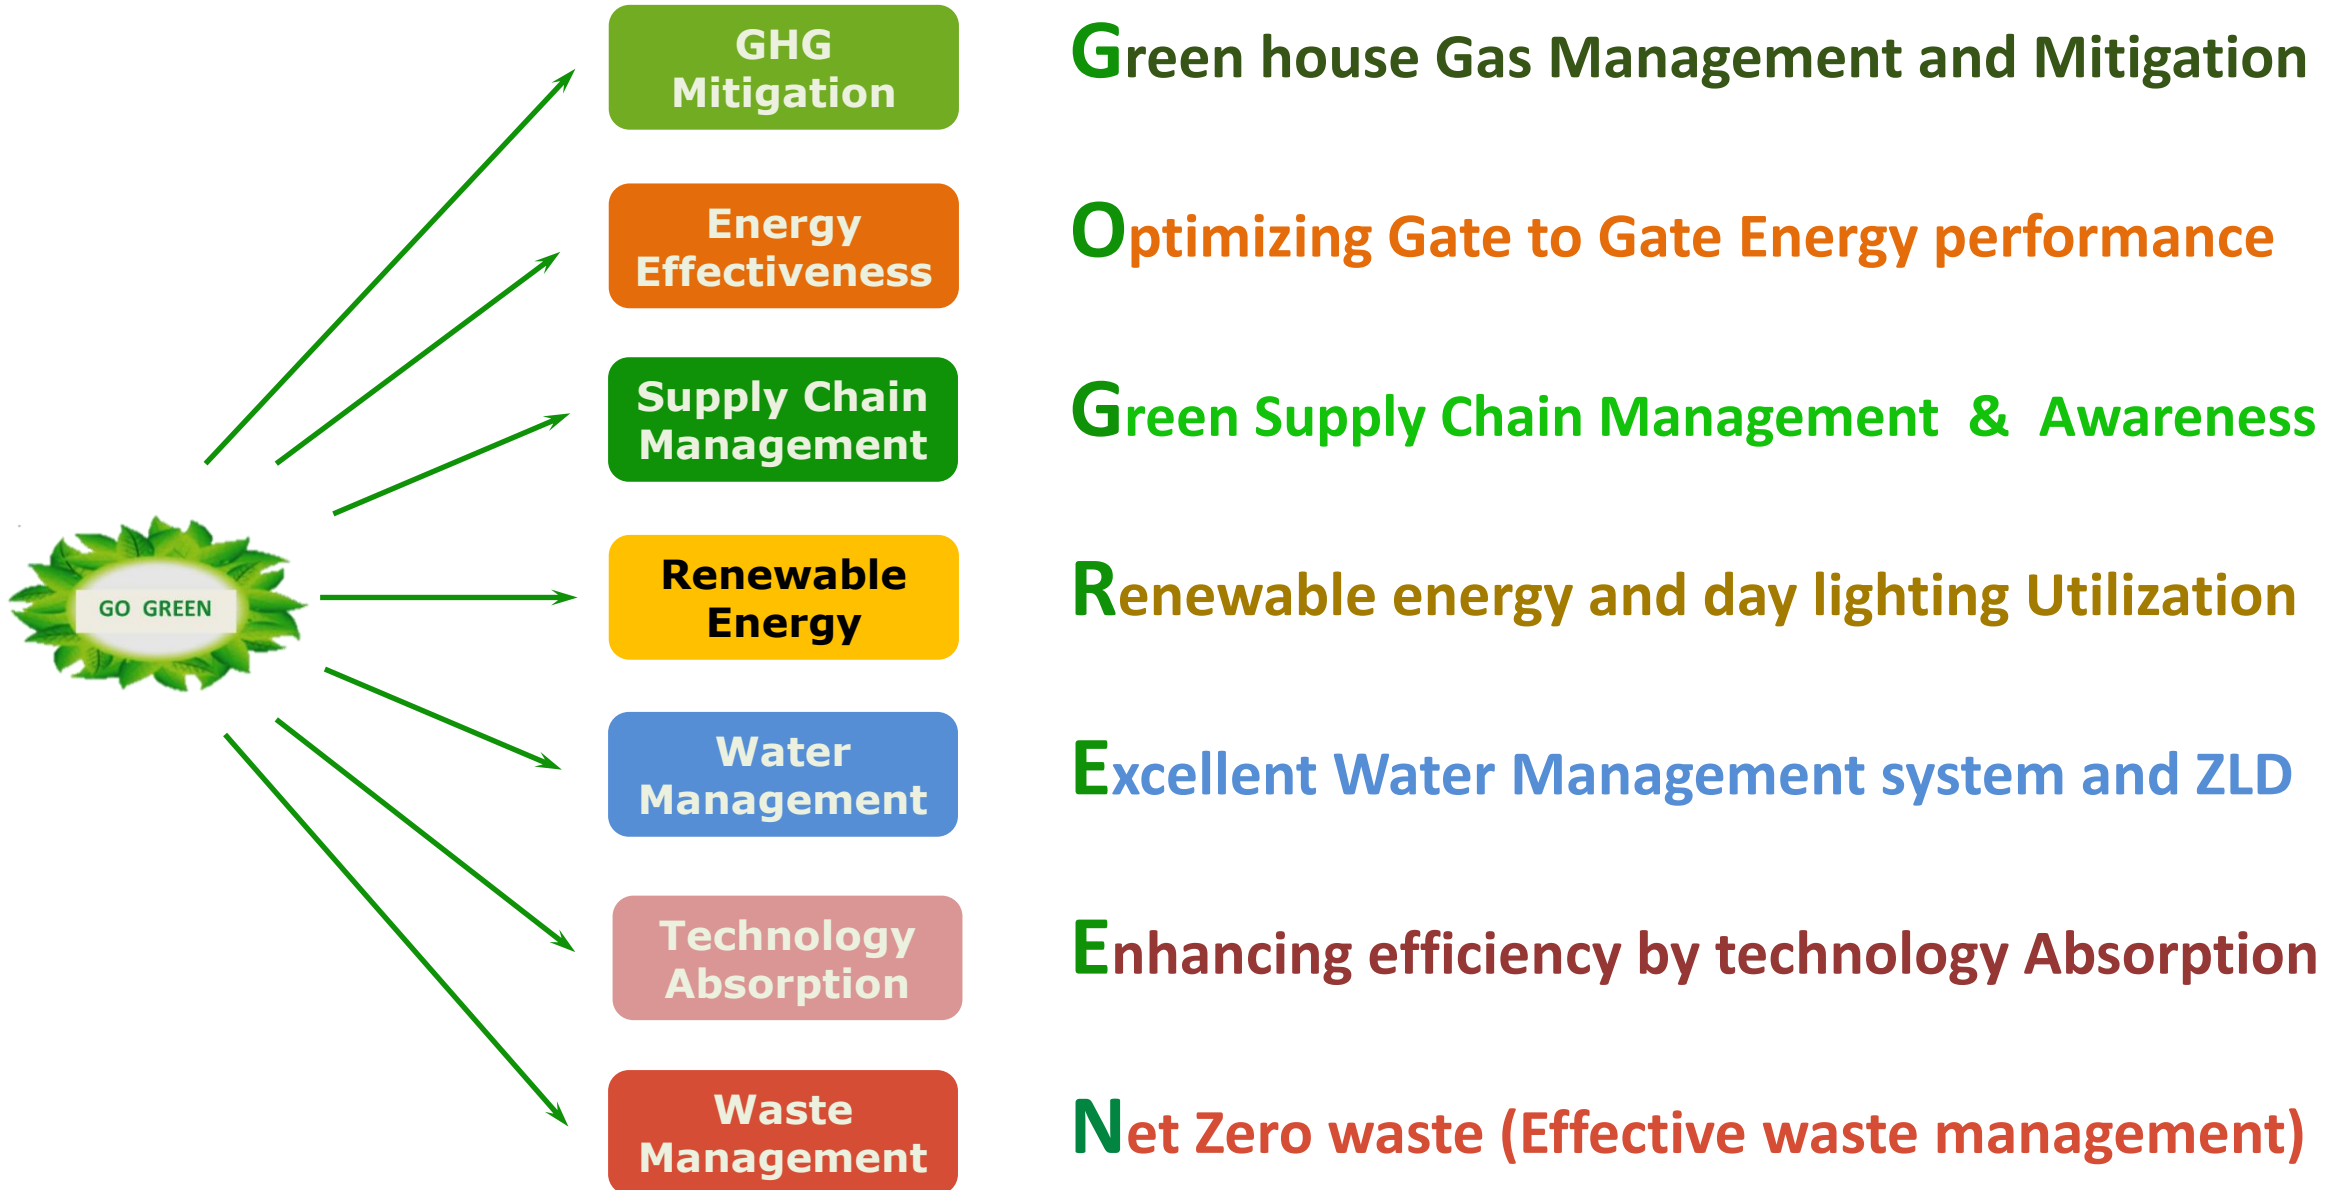 GHG
Mitigation
Green house Gas Management and Mitigation
Energy
Effectiveness
Optimizing Gate to Gate Energy performance
Supply Chain
Management
Green Supply Chain Management & Awareness
GO GREEN
Renewable
Energy
Renewable energy and day lighting Utilization
Water
Management
Excellent Water Management system and ZLD
Technology
Absorption
Enhancing efficiency by technology Absorption
Waste
Management
Net Zero waste (Effective waste management)